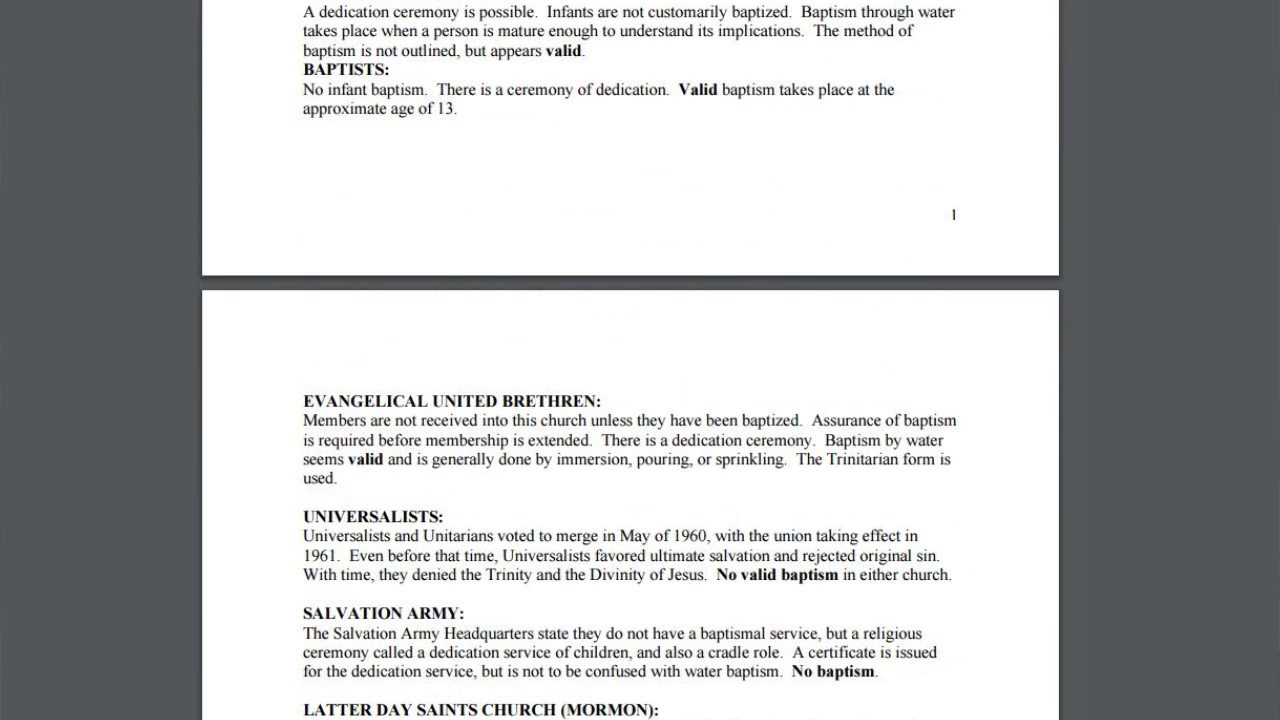 A dedication ceremony is possible.  Infants are not customarily baptized.  Baptism through water
takes place when a person is mature enough to understand its implications.  The method of
baptism is not outlined, but appears valid.
BAPTISTS:
No infant baptism.  There is a ceremony of dedication.  Valid baptism takes place at the
approximate age of 13.
1
EVANGELICAL UNITED BRETHREN:
Members are not received into this church unless they have been baptized.  Assurance of baptism
is required before membership is extended.  There is a dedication ceremony.  Baptism by water
seems valid and is generally done by immersion, pouring, or sprinkling.  The Trinitarian form is
used.
UNIVERSALISTS:
Universalists and Unitarians voted to merge in May of 1960, with the union taking effect in
1961.  Even before that time, Universalists favored ultimate salvation and rejected original sin.
With time, they denied the Trinity and the Divinity of Jesus.  No valid baptism in either church.
SALVATION ARMY:
The Salvation Army Headquarters state they do not have a baptismal service, but a religious
ceremony called a dedication service of children, and also a cradle role.  A certificate is issued
for the dedication service, but is not to be confused with water baptism.  No baptism.
LATTER DAY SAINTS CHURCH (MORMON):